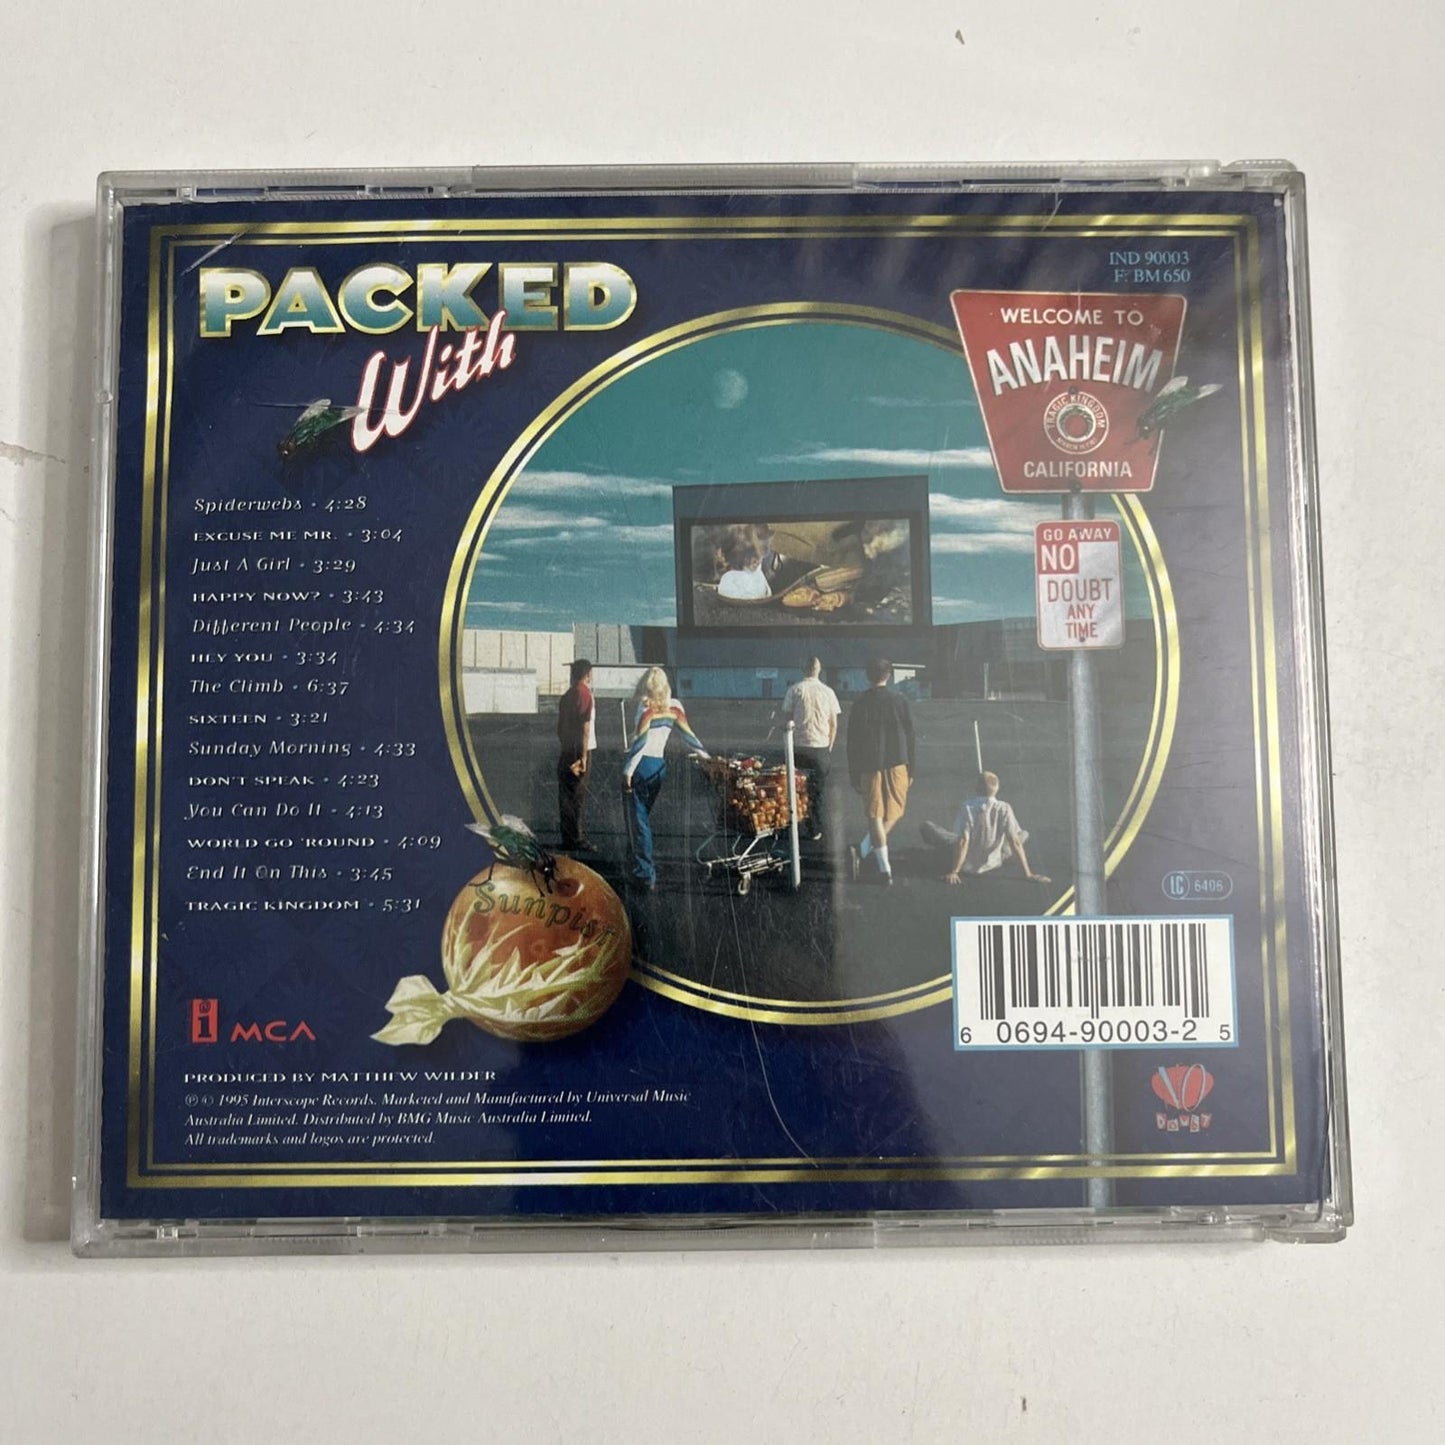 PACKED
With
IND 90003
F: BM 650
WELCOME TO
ANAHEIM
TRAGIC KINGDOM
CALIFORNIA
GO AWAY
NO
DOUBT
ANY
TIME
Spiderwebs • 4:28
EXCUSE ME MR. • 3:04
Just A Girl • 3:29
HAPPY NOW? • 3:43
Different People • 4:34
HEY YOU • 3:34
The Climb • 6:37
SIXTEEN • 3:21
Sunday Morning • 4:33
DON'T SPEAK • 4:23
You Can Do It • 4:13
WORLD GO 'ROUND • 4:09
End It On This • 3:45
TRAGIC KINGDOM • 5:31
Sunpist
LC 6406
6 0694-90003-2 5
i MCA
PRODUCED BY MATTHEW WILDER
℗ © 1995 Interscope Records. Marketed and Manufactured by Universal Music
Australia Limited. Distributed by BMG Music Australia Limited.
All trademarks and logos are protected.
NO
DOUBT